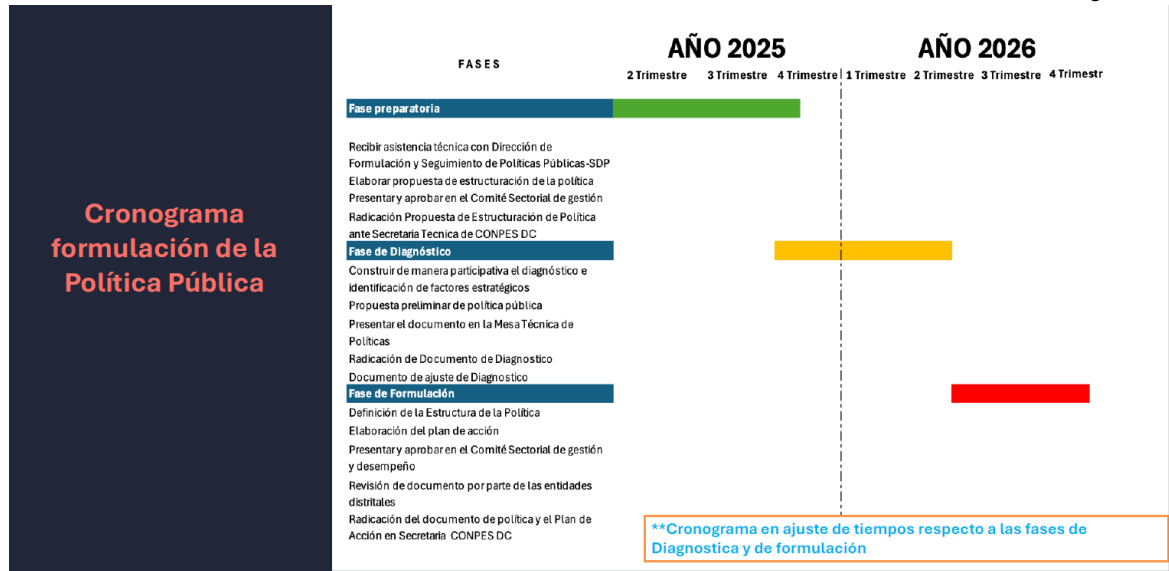 Cronograma
formulación de la
Política Pública
FASES
AÑO 2025
AÑO 2026
2 Trimestre 3 Trimestre 4 Trimestre 1 Trimestre 2 Trimestre 3 Trimestre 4 Trimestr
Fase preparatoria
Recibir asistencia técnica con Dirección de
Formulación y Seguimiento de Políticas Públicas-SDP
Elaborar propuesta de estructuración de la política
Presentar y aprobar en el Comité Sectorial de gestión
Radicación Propuesta de Estructuración de Política
ante Secretaria Tecnica de CONPES DC
Fase de Diagnóstico
Construir de manera participativa el diagnóstico e
identificación de factores estratégicos
Propuesta preliminar de política pública
Presentar el documento en la Mesa Técnica de
Políticas
Radicación de Documento de Diagnostico
Documento de ajuste de Diagnostico
Fase de Formulación
Definición de la Estructura de la Política
Elaboración del plan de acción
Presentar y aprobar en el Comité Sectorial de gestión
y desempeño
Revisión de documento por parte de las entidades
distritales
Radicación del documento de política y el Plan de
Acción en Secretaria CONPES DC
**Cronograma en ajuste de tiempos respecto a las fases de
Diagnostica y de formulación